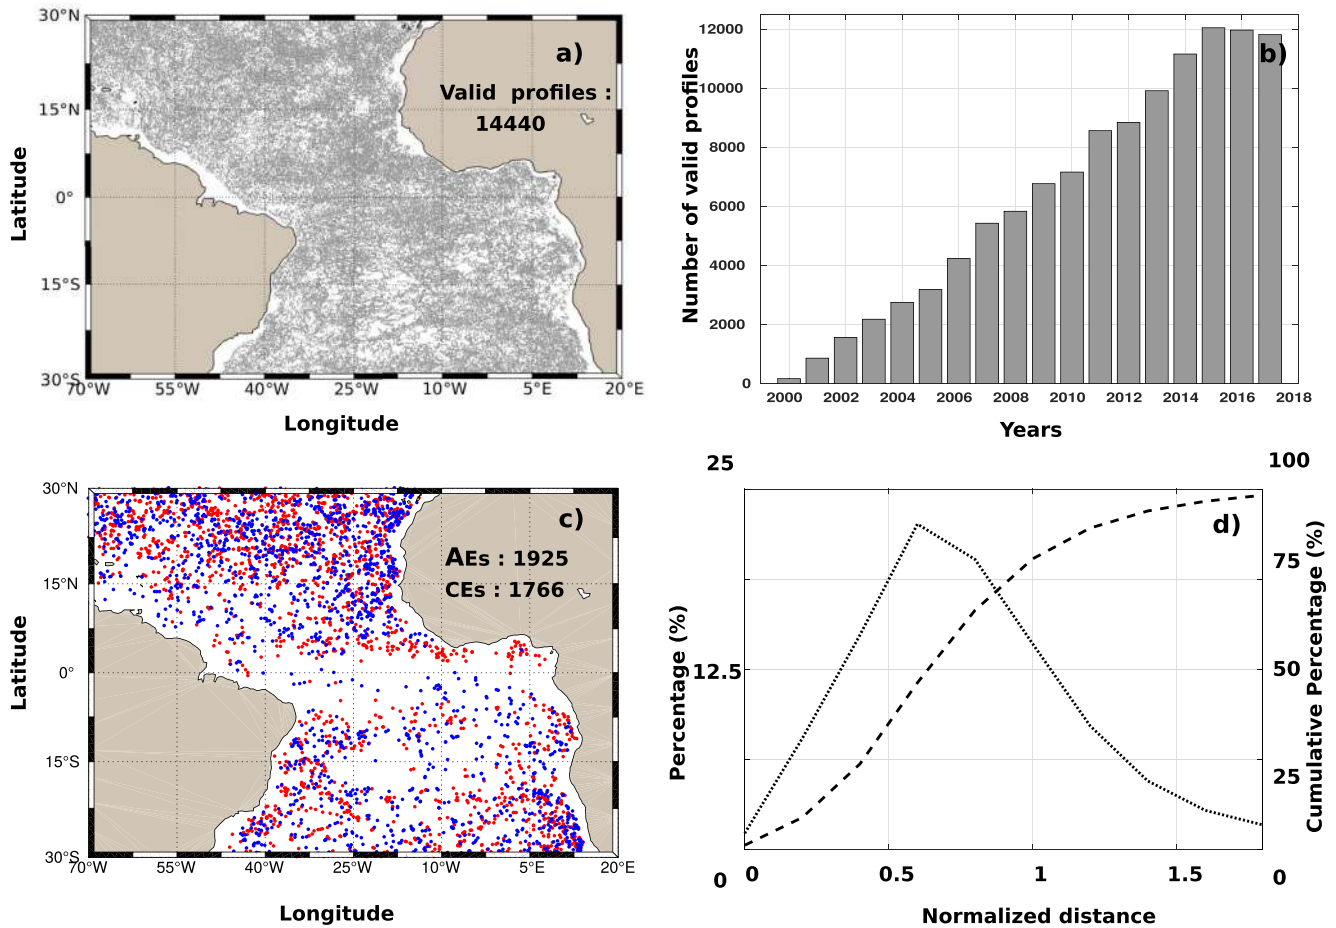 30°N
15°N
0°
15°S
30°S
70°W 55°W 40°W 25°W 10°W 5°E 20°E
Latitude
Longitude
a)
Valid profiles :
14440
12000
10000
8000
6000
4000
2000
0
2000 2002 2004 2006 2008 2010 2012 2014 2016 2018
Number of valid profiles
Years
b)
30°N
15°N
0°
15°S
30°S
70°W 55°W 40°W 25°W 10°W 5°E 20°E
Latitude
Longitude
c)
AEs : 1925
CEs : 1766
25
12.5
0
Percentage (%)
100
75
50
25
0
Cumulative Percentage (%)
0 0.5 1 1.5
Normalized distance
d)